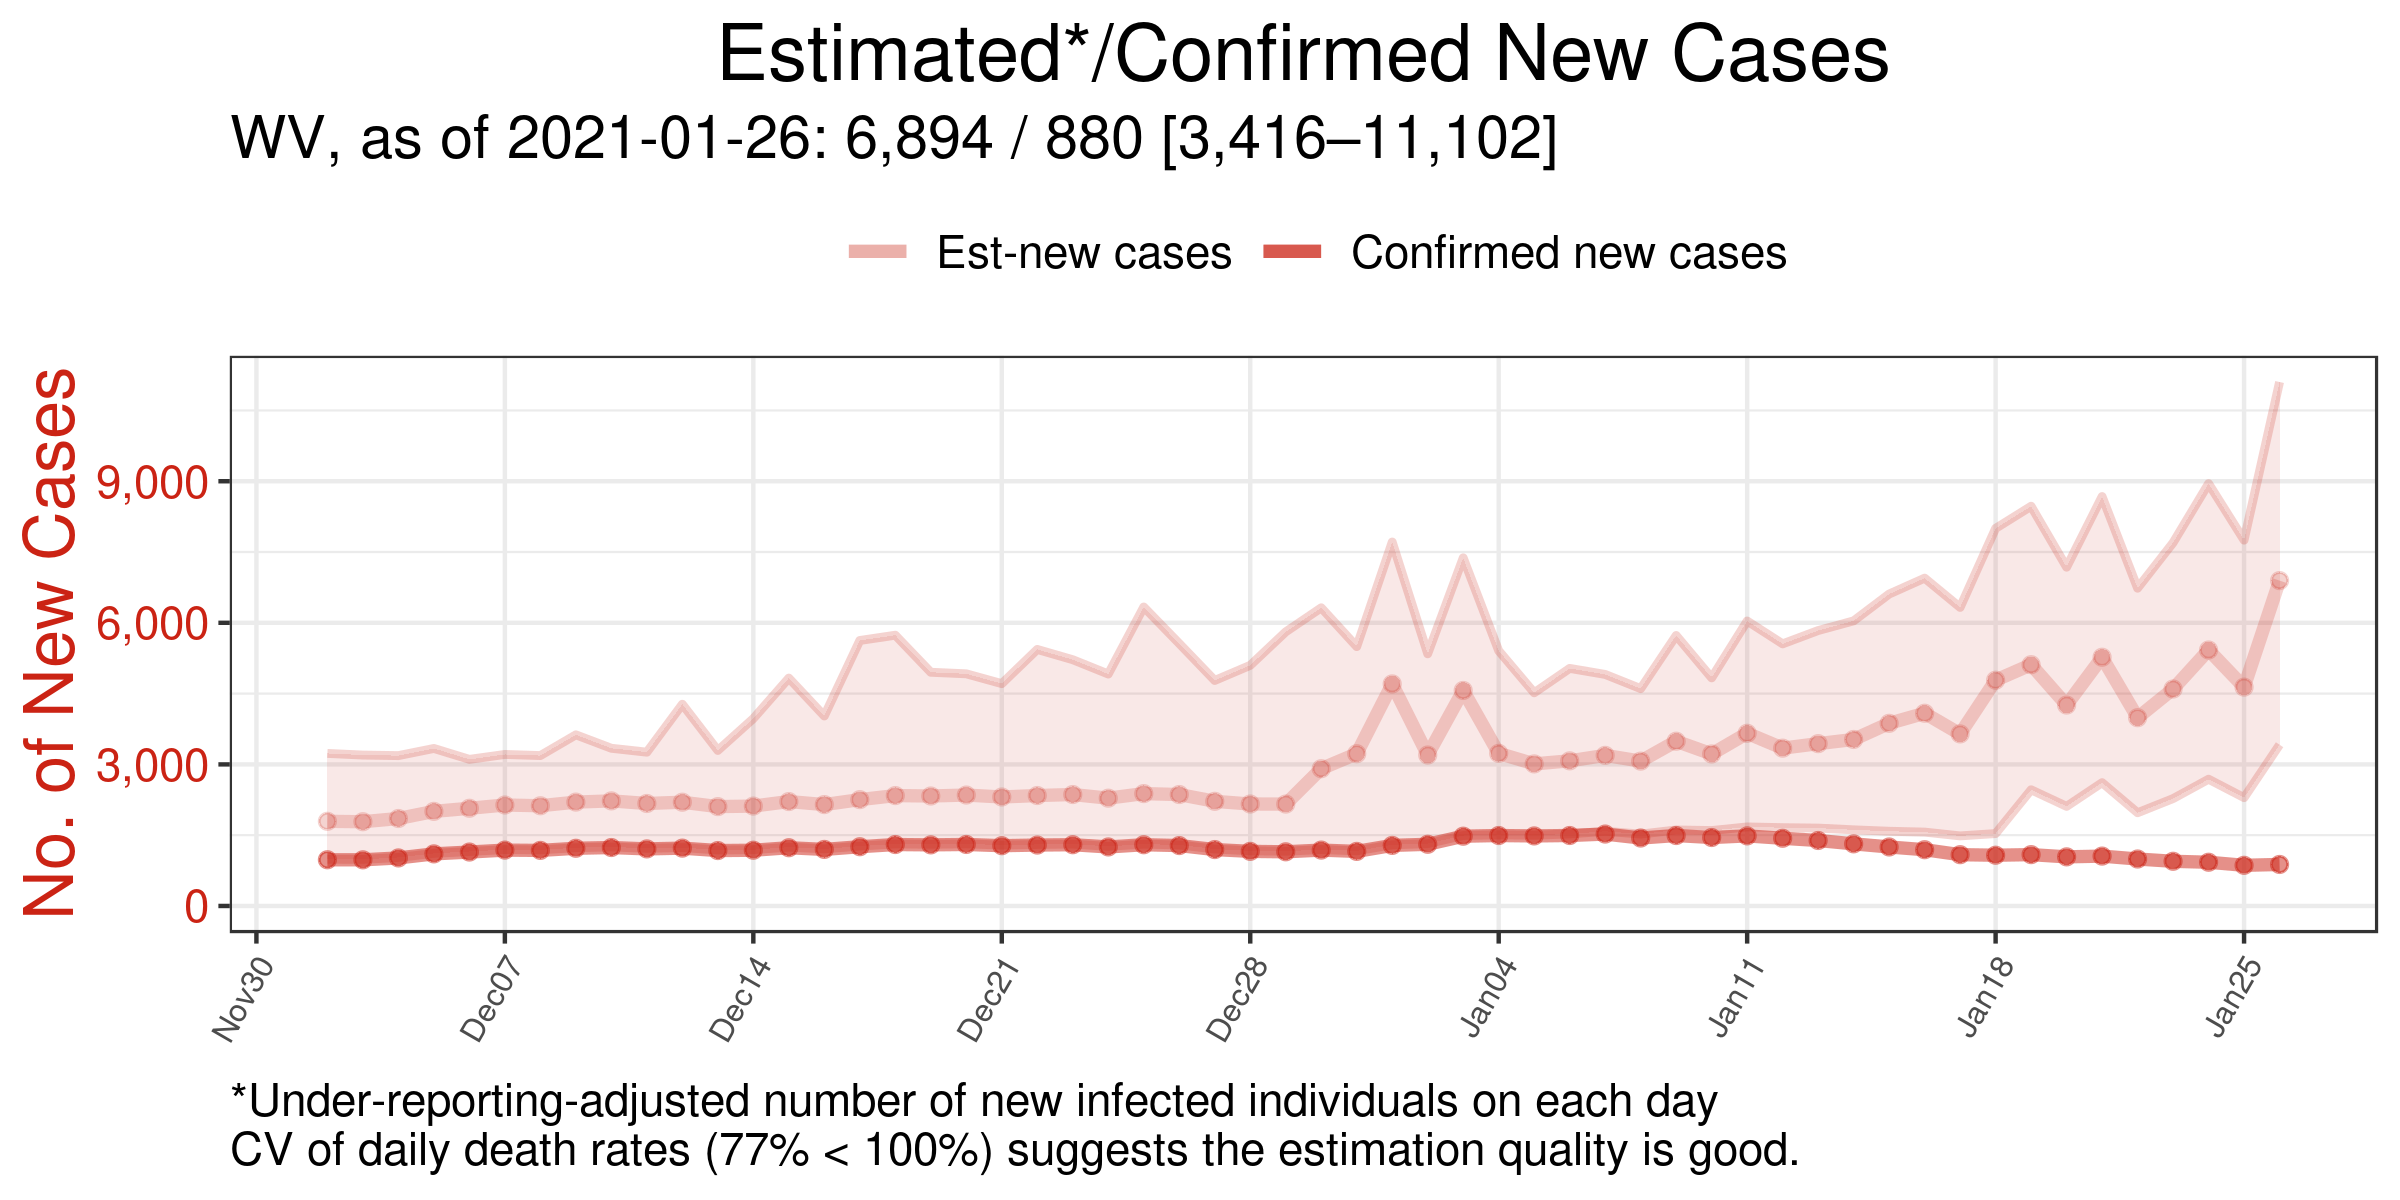 Estimated*/Confirmed New Cases
WV, as of 2021-01-26: 6,894 / 880 [3,416–11,102]
Est-new cases
Confirmed new cases
No. of New Cases
9,000
6,000
3,000
0
Nov30
Dec07
Dec14
Dec21
Dec28
Jan04
Jan11
Jan18
Jan25
*Under-reporting-adjusted number of new infected individuals on each day
CV of daily death rates (77% < 100%) suggests the estimation quality is good.